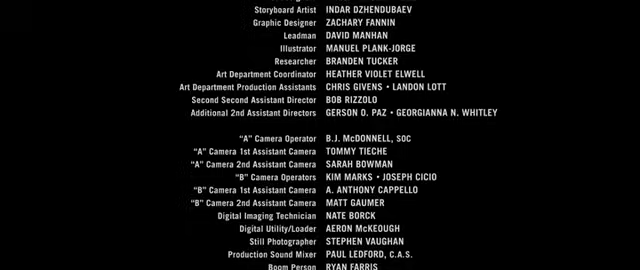 Storyboard Artist INDAR DZHENDUBAEV
Graphic Designer ZACHARY FANNIN
Leadman DAVID MANHAN
Illustrator MANUEL PLANK-JORGE
Researcher BRANDEN TUCKER
Art Department Coordinator HEATHER VIOLET ELWELL
Art Department Production Assistants CHRIS GIVENS • LANDON LOTT
Second Second Assistant Director BOB RIZZOLO
Additional 2nd Assistant Directors GERSON D. PAZ • GEORGIANNA N. WHITLEY
"A" Camera Operator B.J. McDONNELL, SOC
"A" Camera 1st Assistant Camera TOMMY TIECHE
"A" Camera 2nd Assistant Camera SARAH BOWMAN
"B" Camera Operators KIM MARKS • JOSEPH CICIO
"B" Camera 1st Assistant Camera A. ANTHONY CAPPELLO
"B" Camera 2nd Assistant Camera MATT GAUMER
Digital Imaging Technician NATE BORCK
Digital Utility/Loader AERON McKEOUGH
Still Photographer STEPHEN VAUGHAN
Production Sound Mixer PAUL LEDFORD, C.A.S.
Boom Person RYAN FARRIS